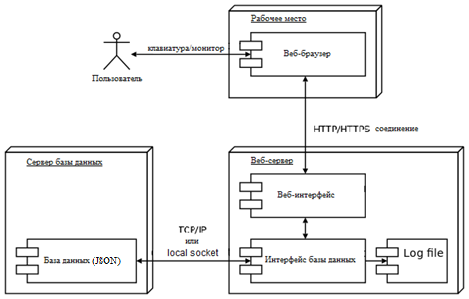 Рабочее место
Веб-браузер
клавиатура/монитор
Пользователь
HTTP/HTTPS соединение
Сервер базы данных
Веб-сервер
Веб-интерфейс
TCP/IP
или
local socket
База данных (JSON)
Интерфейс базы данных
Log file